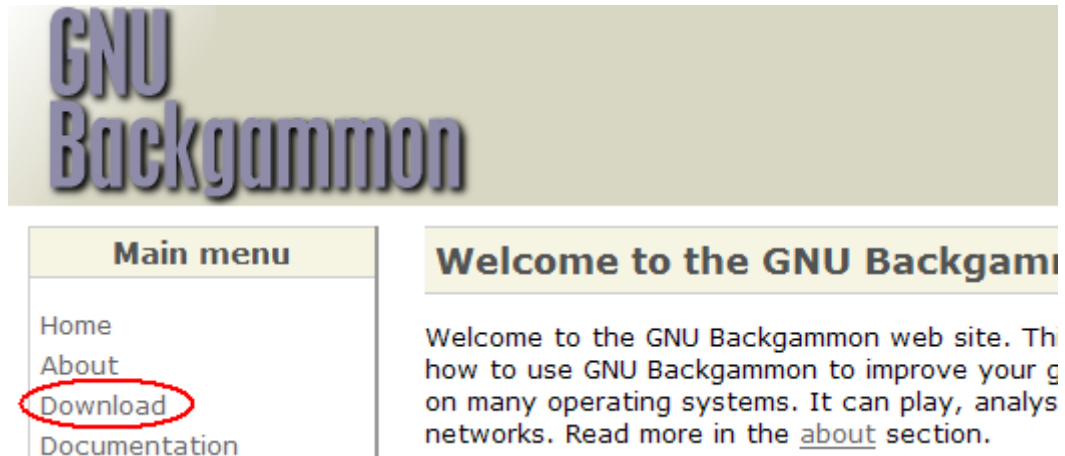 GNU
Backgammon
Main menu
Home
About
Download
Documentation
Welcome to the GNU Backgam
Welcome to the GNU Backgammon web site. Thi
how to use GNU Backgammon to improve your g
on many operating systems. It can play, analys
networks. Read more in the about section.